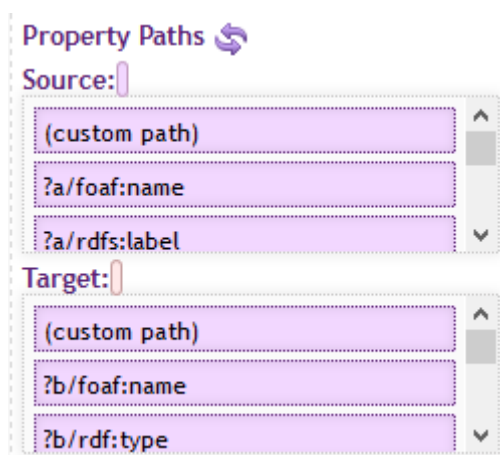 Property Paths
Source:
(custom path)
?a/foaf:name
?a/rdfs:label
Target:
(custom path)
?b/foaf:name
?b/rdf:type